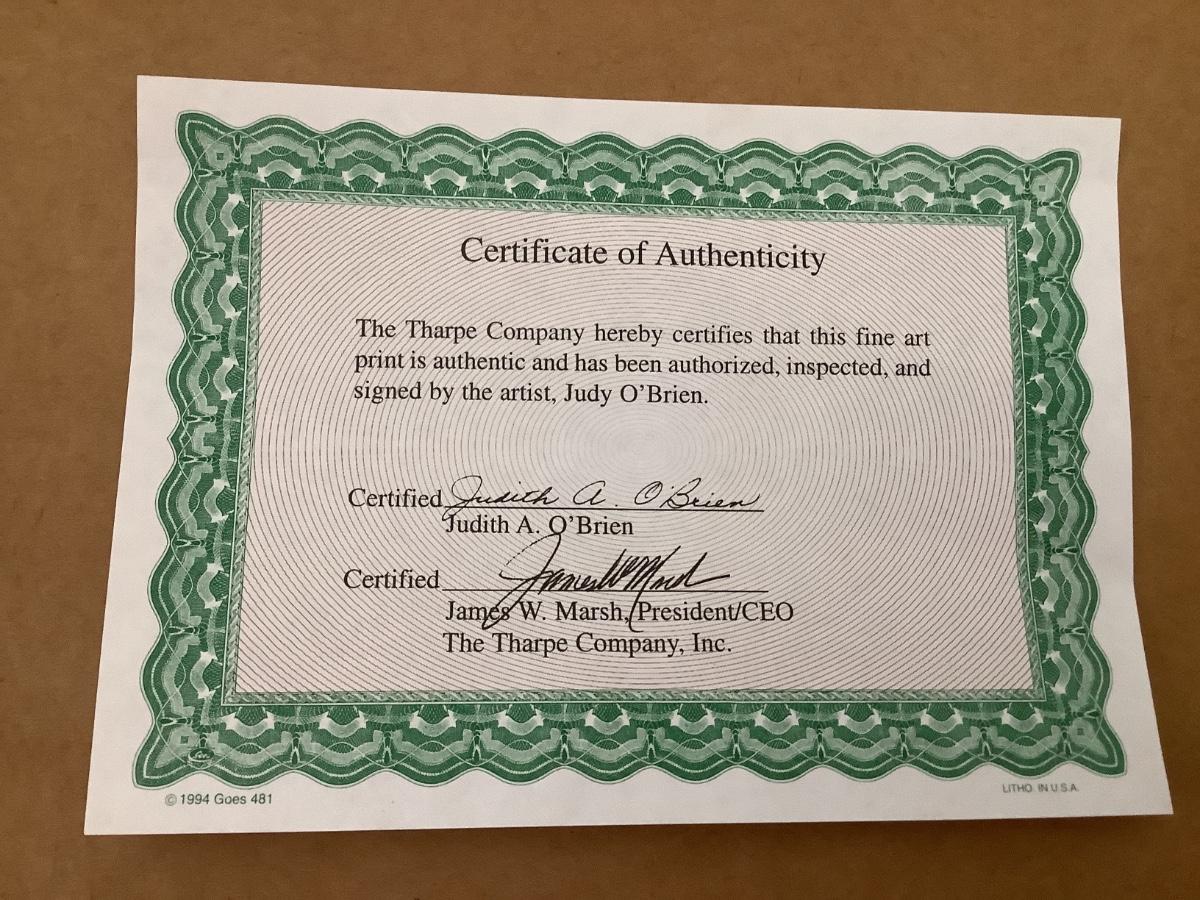 Certificate of Authenticity
The Tharpe Company hereby certifies that this fine art
print is authentic and has been authorized, inspected, and
signed by the artist, Judy O'Brien.
Certified Judith A. O'Brien
Judith A. O'Brien
Certified James W Marsh
James W. Marsh, President/CEO
The Tharpe Company, Inc.
© 1994 Goes 481
LITHO. IN U.S.A.